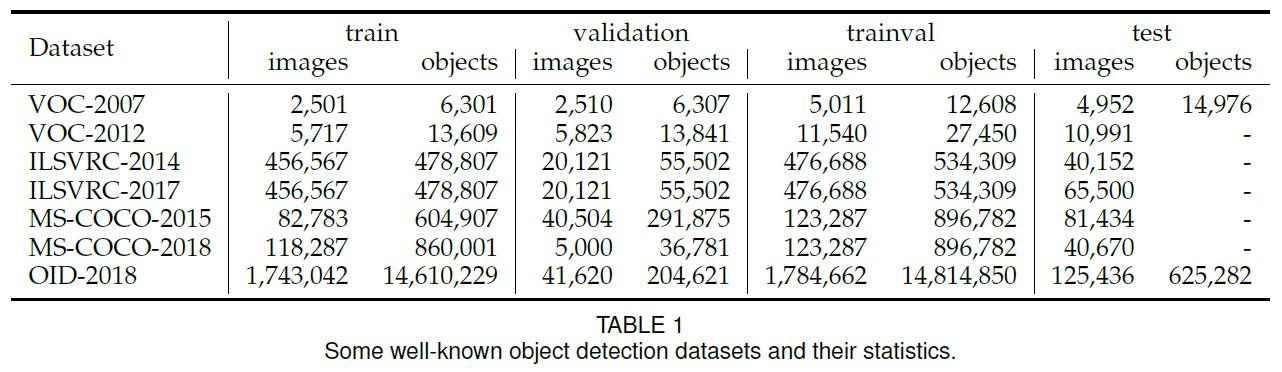 Dataset train validation trainval test
images objects images objects images objects images objects
VOC-2007 2,501 6,301 2,510 6,307 5,011 12,608 4,952 14,976
VOC-2012 5,717 13,609 5,823 13,841 11,540 27,450 10,991 -
ILSVRC-2014 456,567 478,807 20,121 55,502 476,688 534,309 40,152 -
ILSVRC-2017 456,567 478,807 20,121 55,502 476,688 534,309 65,500 -
MS-COCO-2015 82,783 604,907 40,504 291,875 123,287 896,782 81,434 -
MS-COCO-2018 118,287 860,001 5,000 36,781 123,287 896,782 40,670 -
OID-2018 1,743,042 14,610,229 41,620 204,621 1,784,662 14,814,850 125,436 625,282
TABLE 1
Some well-known object detection datasets and their statistics.